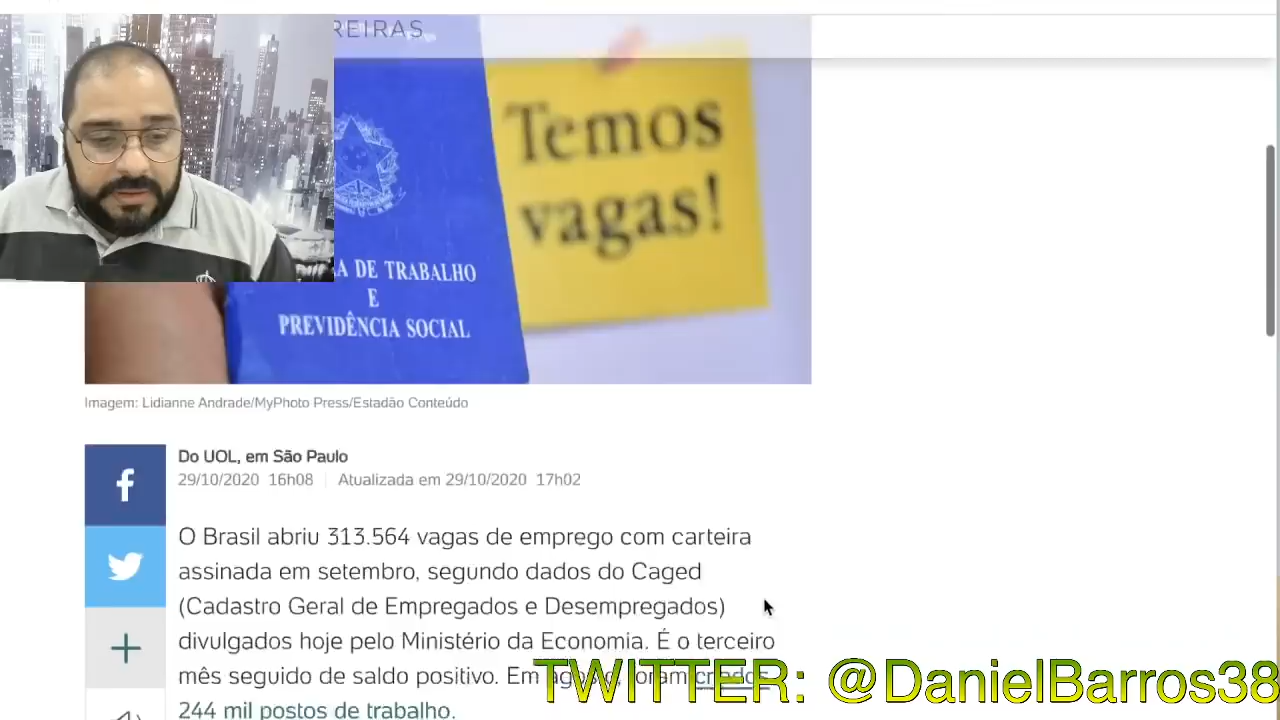 REIRAS
Temos
vagas!
A DE TRABALHO
E
PREVIDÊNCIA SOCIAL
Imagem: Lidianne Andrade/MyPhoto Press/Estadão Conteúdo
Do UOL, em São Paulo
29/10/2020 16h08 | Atualizada em 29/10/2020 17h02
O Brasil abriu 313.564 vagas de emprego com carteira
assinada em setembro, segundo dados do Caged
(Cadastro Geral de Empregados e Desempregados)
divulgados hoje pelo Ministério da Economia. É o terceiro
mês seguido de saldo positivo. Em agosto, foram criados
244 mil postos de trabalho.
TWITTER: @DanielBarros38